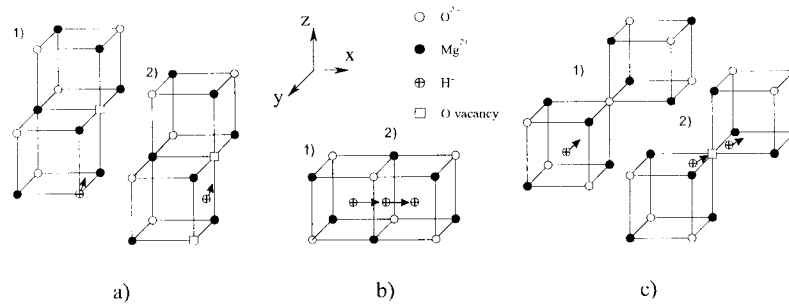 1)
2)
a)
z
x
y
O²⁻
Mg²⁺
H⁻
O vacancy
1)
2)
b)
1)
2)
c)